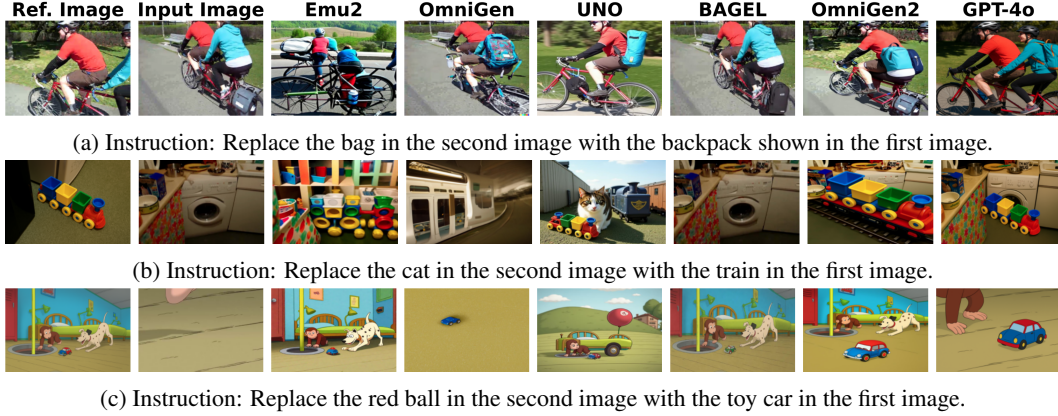 Ref. Image Input Image Emu2 OmniGen UNO BAGEL OmniGen2 GPT-4o
(a) Instruction: Replace the bag in the second image with the backpack shown in the first image.
(b) Instruction: Replace the cat in the second image with the train in the first image.
(c) Instruction: Replace the red ball in the second image with the toy car in the first image.